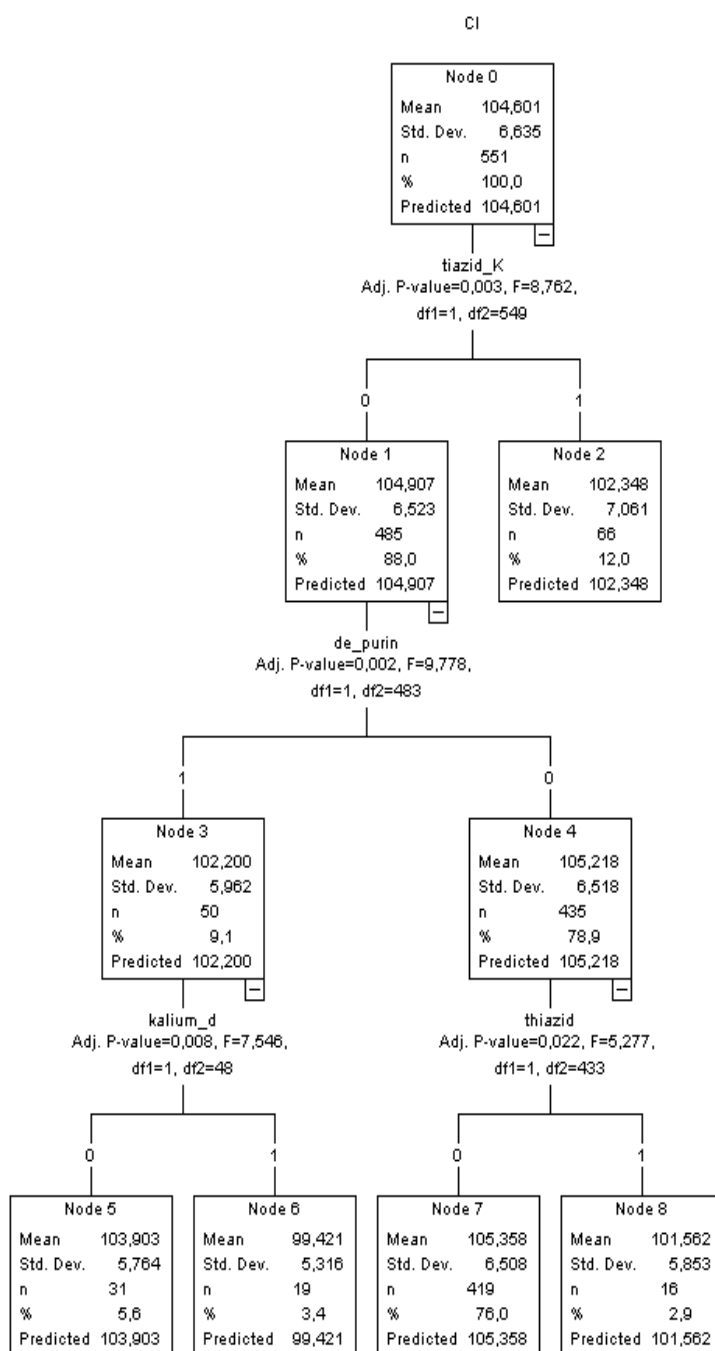 Cl
Node 0
Mean 104,601
Std. Dev. 6,635
n 551
% 100,0
Predicted 104,601
tiazid_K
Adj. P-value=0,003, F=8,762,
df1=1, df2=549
0 1
Node 1
Mean 104,907
Std. Dev. 6,523
n 485
% 88,0
Predicted 104,907
Node 2
Mean 102,348
Std. Dev. 7,061
n 66
% 12,0
Predicted 102,348
de_purin
Adj. P-value=0,002, F=9,778,
df1=1, df2=483
1 0
Node 3
Mean 102,200
Std. Dev. 5,962
n 50
% 9,1
Predicted 102,200
Node 4
Mean 105,218
Std. Dev. 6,518
n 435
% 78,9
Predicted 105,218
kalium_d
Adj. P-value=0,008, F=7,546,
df1=1, df2=48
thiazid
Adj. P-value=0,022, F=5,277,
df1=1, df2=433
0 1 0 1
Node 5
Mean 103,903
Std. Dev. 5,764
n 31
% 5,6
Predicted 103,903
Node 6
Mean 99,421
Std. Dev. 5,316
n 19
% 3,4
Predicted 99,421
Node 7
Mean 105,358
Std. Dev. 6,508
n 419
% 76,0
Predicted 105,358
Node 8
Mean 101,562
Std. Dev. 5,853
n 16
% 2,9
Predicted 101,562